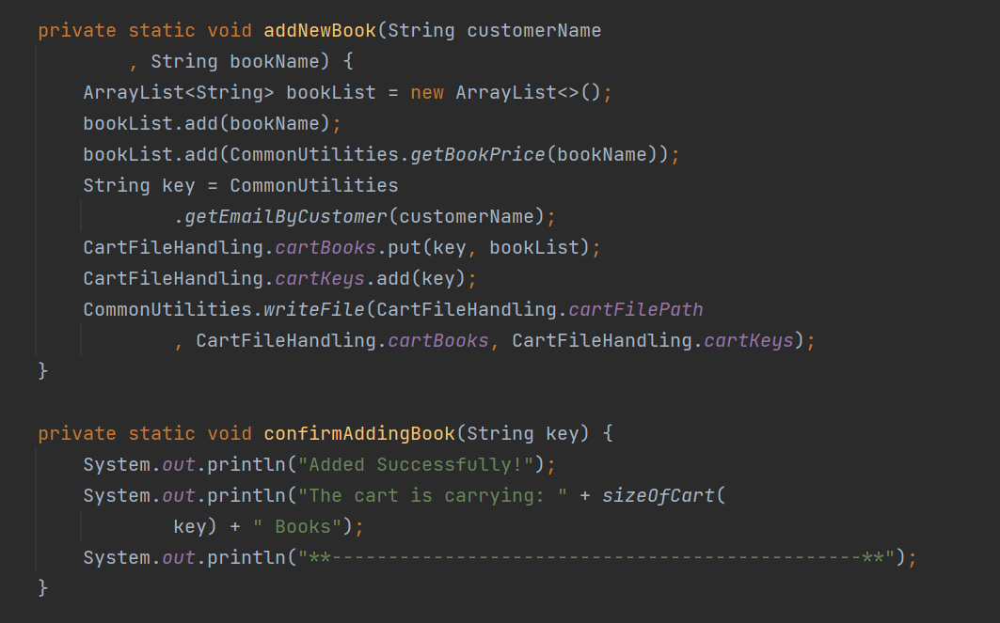 private static void addNewBook(String customerName
, String bookName) {
ArrayList<String> bookList = new ArrayList<>();
bookList.add(bookName);
bookList.add(CommonUtilities.getBookPrice(bookName));
String key = CommonUtilities
.getEmailByCustomer(customerName);
CartFileHandling.cartBooks.put(key, bookList);
CartFileHandling.cartKeys.add(key);
CommonUtilities.writeFile(CartFileHandling.cartFilePath
, CartFileHandling.cartBooks, CartFileHandling.cartKeys);
}
private static void confirmAddingBook(String key) {
System.out.println("Added Successfully!");
System.out.println("The cart is carrying: " + sizeOfCart(
key) + " Books");
System.out.println("**-----------------------------------------------**");
}